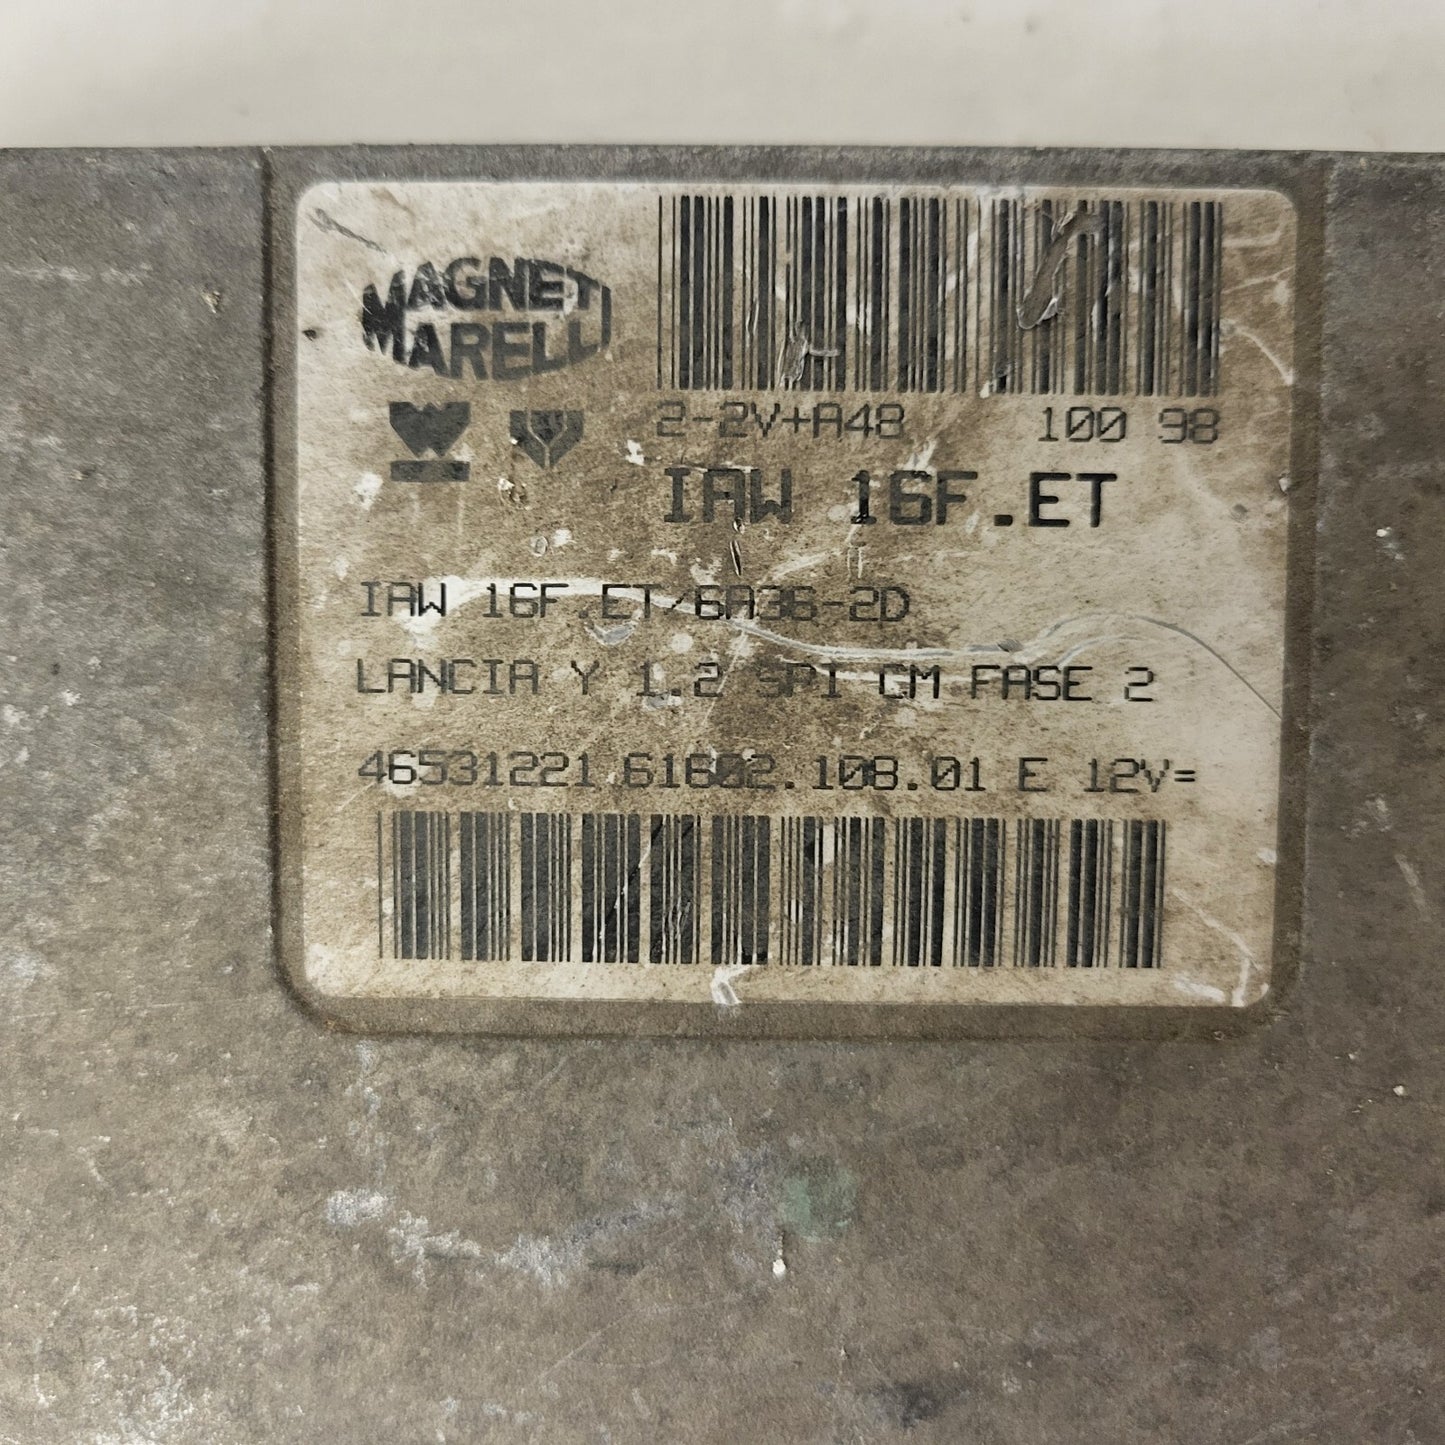 MAGNETI
MARELLI
2-2V+A48 100 98
IAW 16F.ET
IAW 16F.ET/6A36-2D
LANCIA Y 1.2 SPI CM FASE 2
46531221.61602.108.01 E 12V=